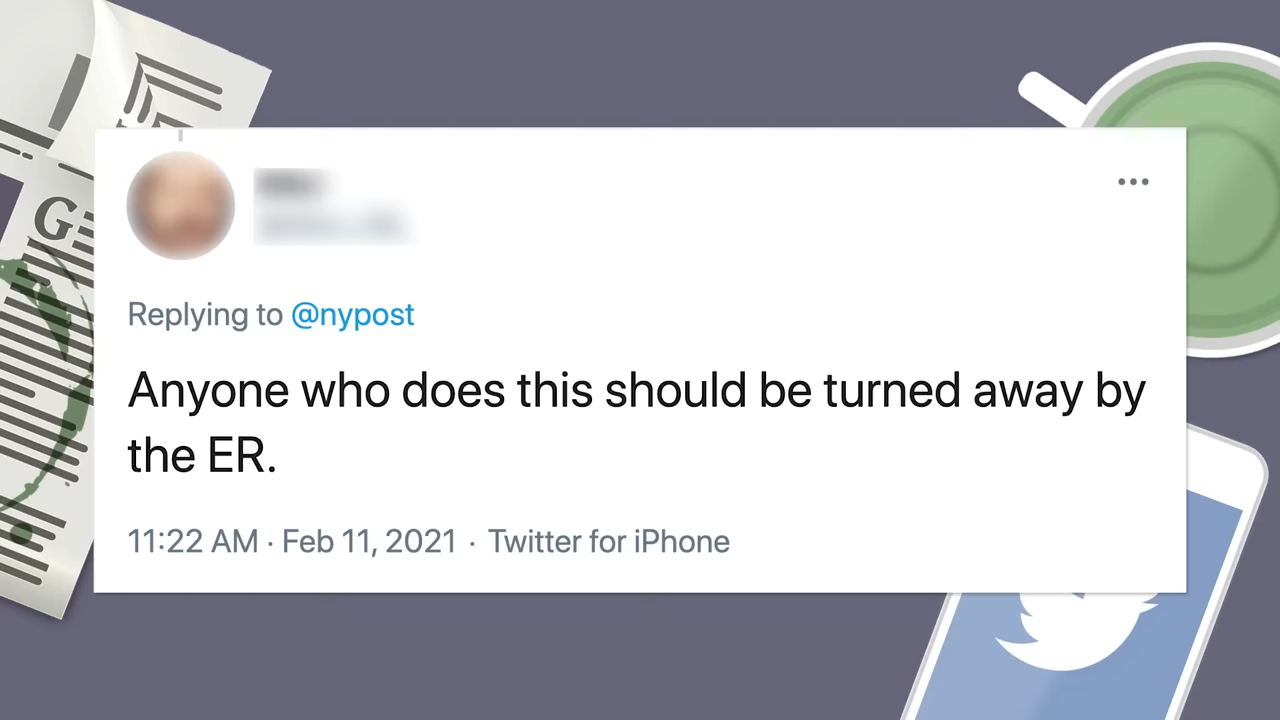 G
Replying to @nypost
Anyone who does this should be turned away by
the ER.
11:22 AM · Feb 11, 2021 · Twitter for iPhone